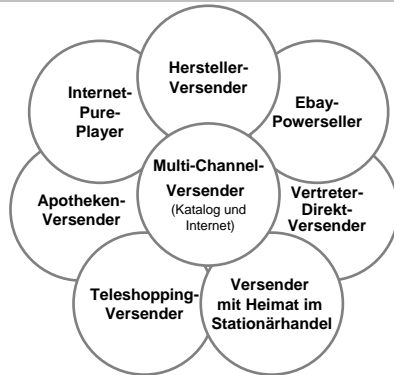 Hersteller-
Versender
Internet-
Pure-
Player
Ebay-
Powerseller
Multi-Channel-
Versender
(Katalog und
Internet)
Apotheken-
Versender
Vertreter-
Direkt-
Versender
Teleshopping-
Versender
Versender
mit Heimat im
Stationärhandel